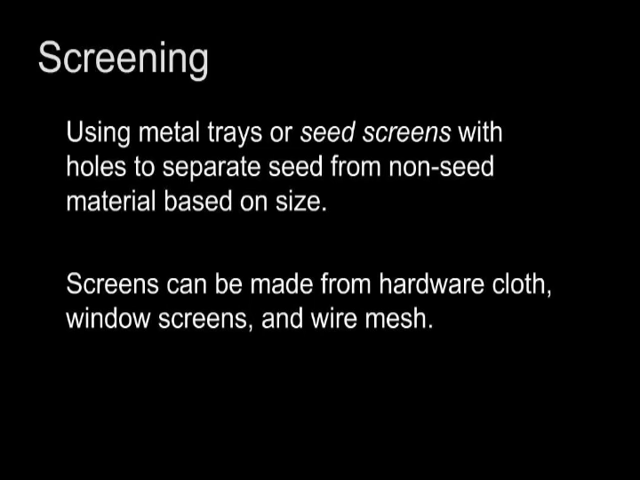 Screening
Using metal trays or seed screens with
holes to separate seed from non-seed
material based on size.
Screens can be made from hardware cloth,
window screens, and wire mesh.